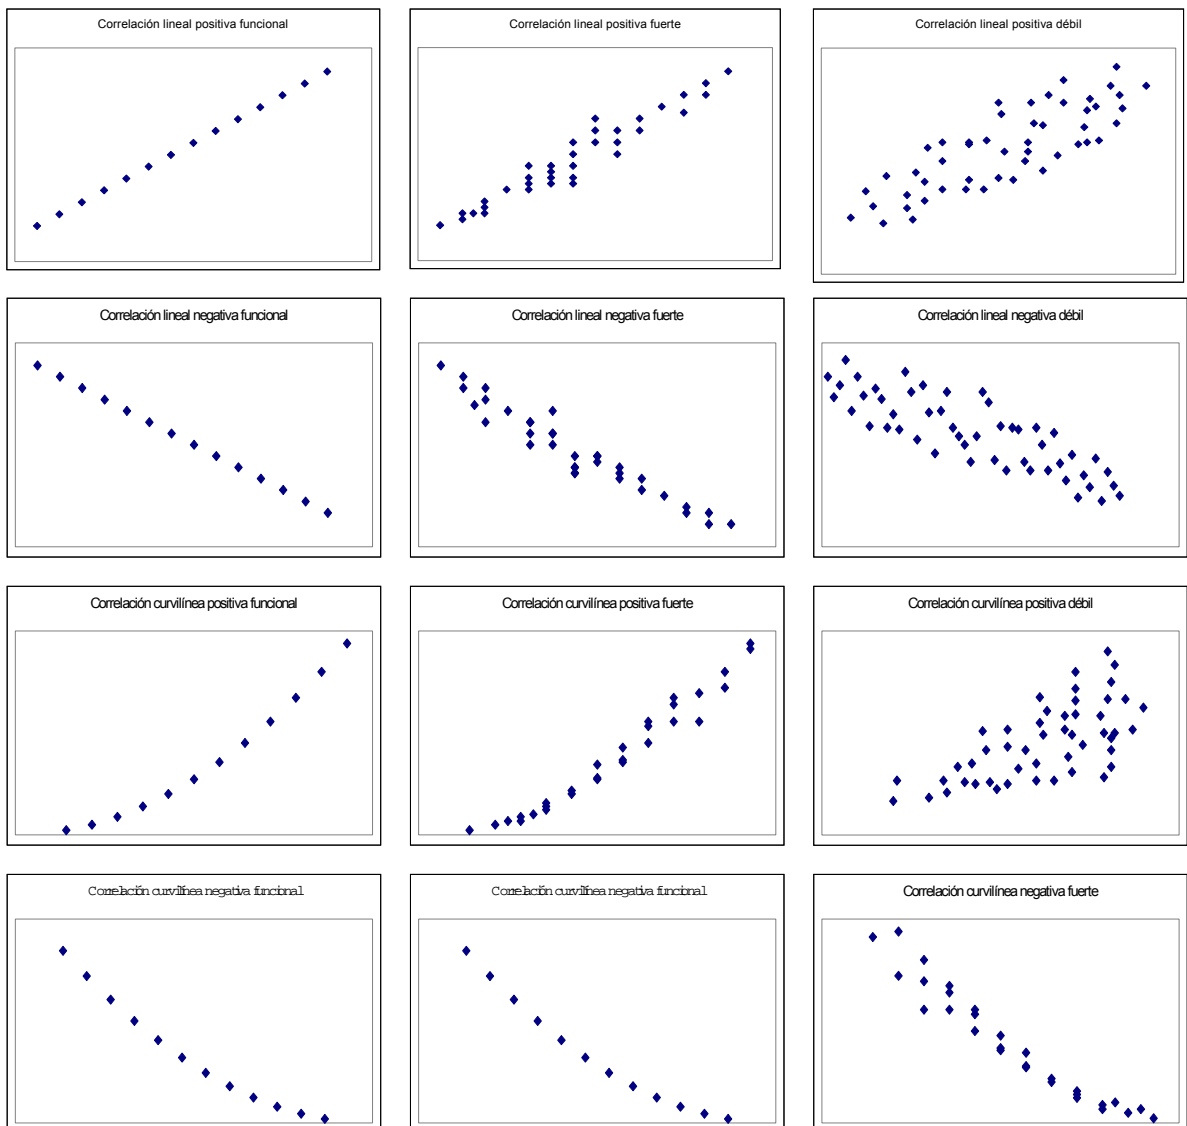 Correlación lineal positiva funcional
Correlación lineal positiva fuerte
Correlación lineal positiva débil
Correlación lineal negativa funcional
Correlación lineal negativa fuerte
Correlación lineal negativa débil
Correlación curvilínea positiva funcional
Correlación curvilínea positiva fuerte
Correlación curvilínea positiva débil
Correlación curvilínea negativa funcional
Correlación curvilínea negativa funcional
Correlación curvilínea negativa fuerte